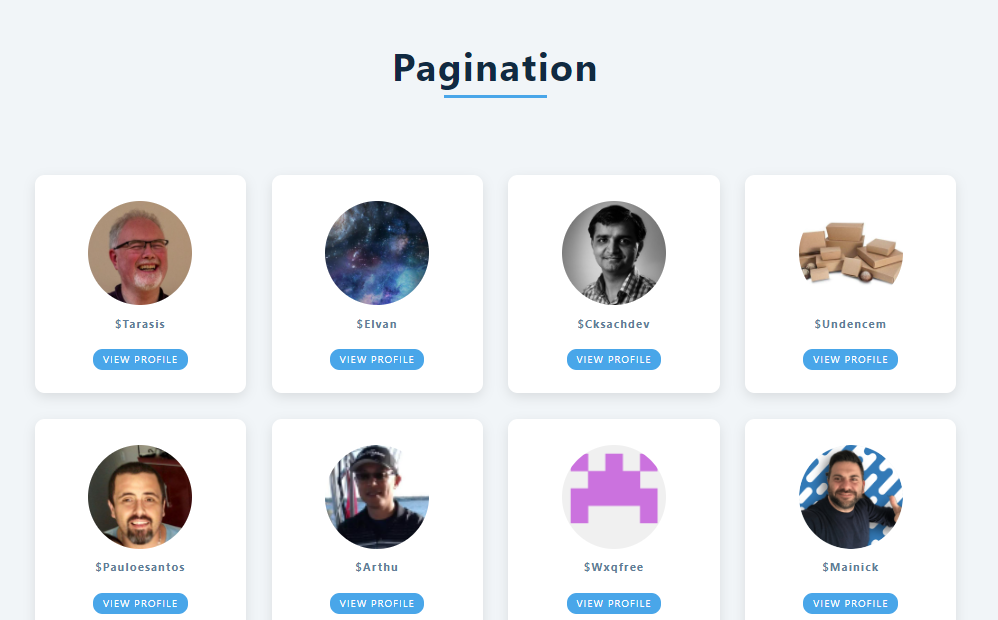 Pagination
$Tarasis
$Elvan
$Cksachdev
$Undencem
VIEW PROFILE
VIEW PROFILE
VIEW PROFILE
VIEW PROFILE
$Pauloesantos
$Arthu
$Wxqfree
$Mainick
VIEW PROFILE
VIEW PROFILE
VIEW PROFILE
VIEW PROFILE